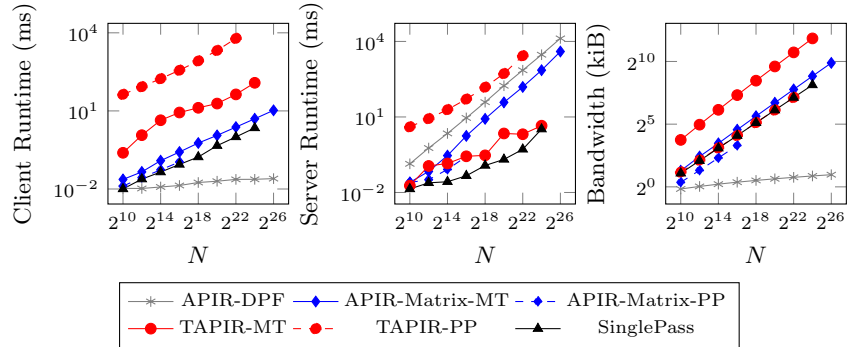 Client Runtime (ms)
10^4
10^1
10^−2
2^10 2^14 2^18 2^22 2^26
N
Server Runtime (ms)
10^4
10^1
10^−2
2^10 2^14 2^18 2^22 2^26
N
Bandwidth (kiB)
2^10
2^5
2^0
2^10 2^14 2^18 2^22 2^26
N
APIR-DPF APIR-Matrix-MT APIR-Matrix-PP
TAPIR-MT TAPIR-PP SinglePass